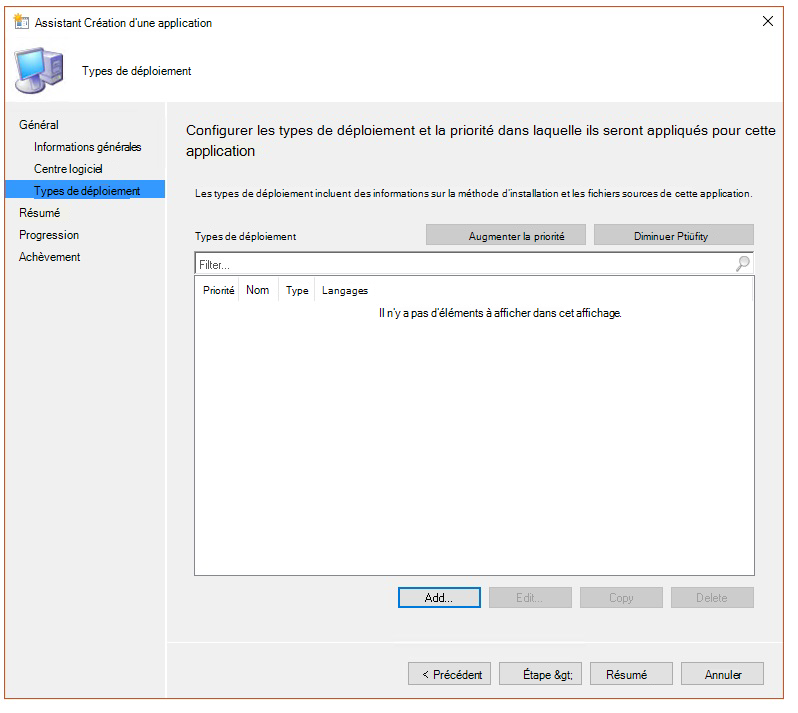 Assistant Création d'une application
Types de déploiement
Général
Informations générales
Centre logiciel
Types de déploiement
Résumé
Progression
Achèvement
Configurer les types de déploiement et la priorité dans laquelle ils seront appliqués pour cette
application
Les types de déploiement incluent des informations sur la méthode d'installation et les fichiers sources de cette application.
Types de déploiement
Augmenter la priorité
Diminuer Ptiüfity
Filter...
Priorité Nom Type Langages
Il n'y a pas d'éléments à afficher dans cet affichage.
Add... Edit... Copy Delete
< Précédent Étape &gt; Résumé Annuler